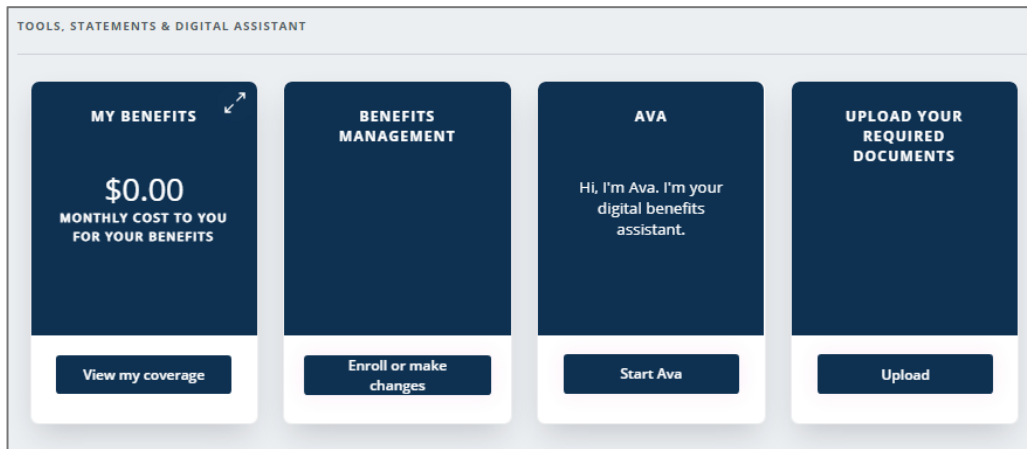 TOOLS, STATEMENTS & DIGITAL ASSISTANT
MY BENEFITS
$0.00
MONTHLY COST TO YOU
FOR YOUR BENEFITS
View my coverage
BENEFITS
MANAGEMENT
Enroll or make
changes
AVA
Hi, I'm Ava. I'm your
digital benefits
assistant.
Start Ava
UPLOAD YOUR
REQUIRED
DOCUMENTS
Upload